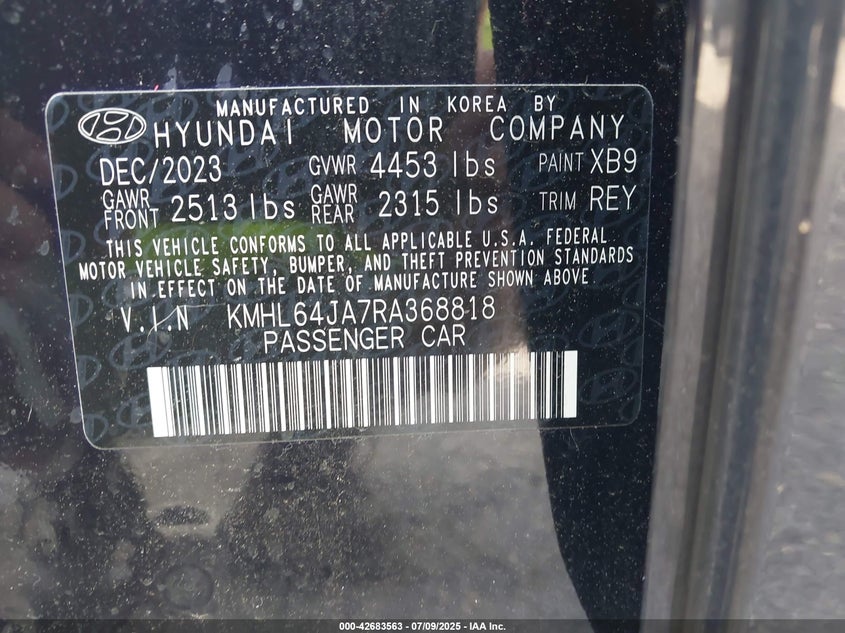 MANUFACTURED IN KOREA BY
HYUNDAI MOTOR COMPANY
DEC/2023 GVWR 4453 lbs PAINT XB9
GAWR FRONT 2513 lbs GAWR REAR 2315 lbs TRIM REY
THIS VEHICLE CONFORMS TO ALL APPLICABLE U.S.A. FEDERAL
MOTOR VEHICLE SAFETY, BUMPER, AND THEFT PREVENTION STANDARDS
IN EFFECT ON THE DATE OF MANUFACTURE SHOWN ABOVE
V.I.N KMHL64JA7RA368818
PASSENGER CAR
000-42683563 - 07/09/2025 - IAA Inc.